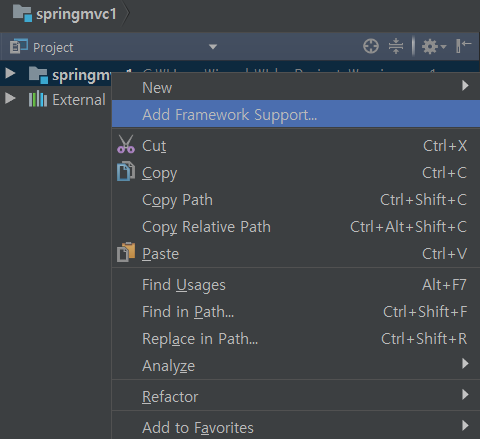 springmvc1
Project
springmvc1
New
Add Framework Support...
External
Cut Ctrl+X
Copy Ctrl+C
Copy Path Ctrl+Shift+C
Copy Relative Path Ctrl+Alt+Shift+C
Paste Ctrl+V
Find Usages Alt+F7
Find in Path... Ctrl+Shift+F
Replace in Path... Ctrl+Shift+R
Analyze
Refactor
Add to Favorites